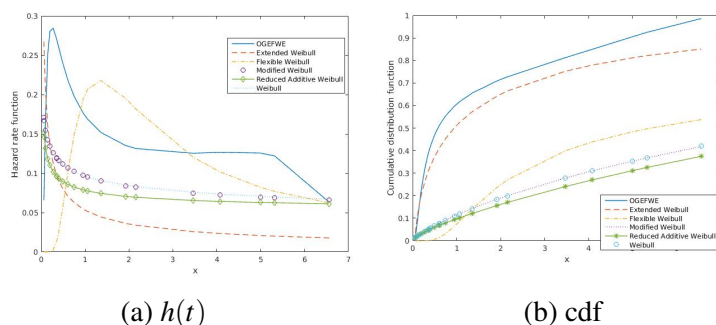 0.3
0.25
0.2
0.15
0.1
0.05
0
Hazard rate function
0 1 2 3 4 5 6 7
x
OGEFWE
Extended Weibull
Flexible Weibull
Modified Weibull
Reduced Additive Weibull
Weibull
(a) h(t)
1
0.9
0.8
0.7
0.6
0.5
0.4
0.3
0.2
0.1
0
Cumulative distribution function
0 1 2 3 4 5 6
x
OGEFWE
Extended Weibull
Flexible Weibull
Modified Weibull
Reduced Additive Weibull
Weibull
(b) cdf